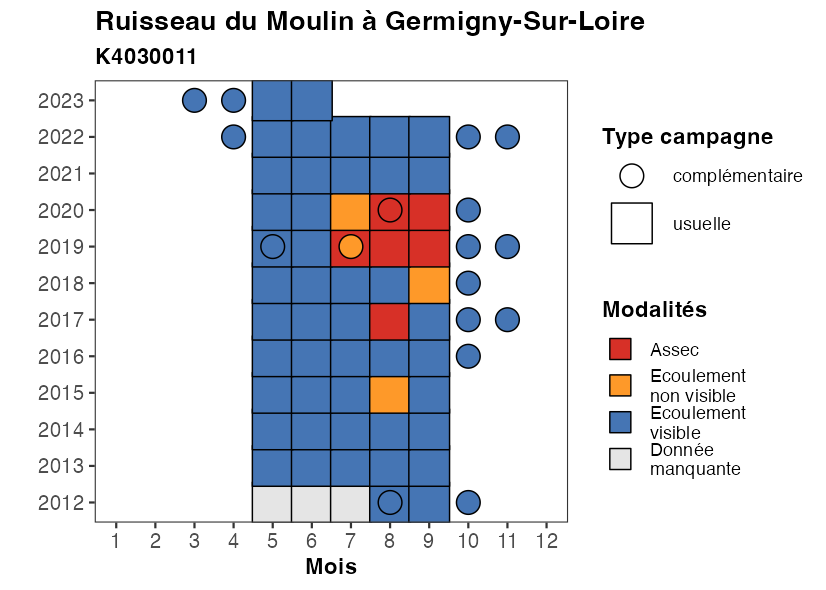 Ruisseau du Moulin à Germigny-Sur-Loire
K4030011
2023
2022
2021
2020
2019
2018
2017
2016
2015
2014
2013
2012
1 2 3 4 5 6 7 8 9 10 11 12
Mois
Type campagne
complémentaire
usuelle
Modalités
Assec
Ecoulement
non visible
Ecoulement
visible
Donnée
manquante